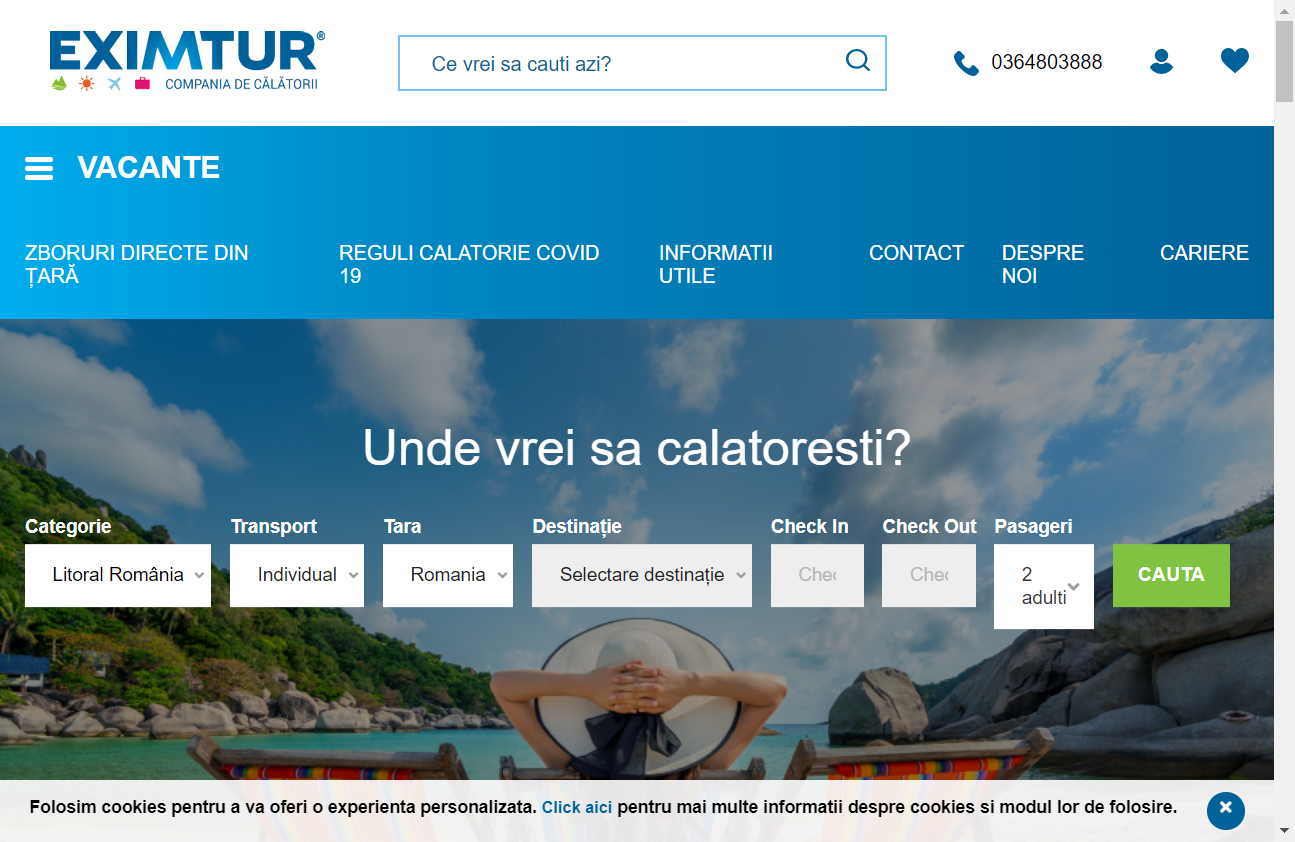 EXIMTUR®
COMPANIA DE CĂLĂTORII
Ce vrei sa cauti azi?
0364803888
VACANTE
ZBORURI DIRECTE DIN
ȚARĂ
REGULI CALATORIE COVID
19
INFORMATII
UTILE
CONTACT
DESPRE
NOI
CARIERE
Unde vrei sa calatoresti?
Categorie
Litoral România
Transport
Individual
Tara
Romania
Destinație
Selectare destinație
Check In
Chec
Check Out
Chec
Pasageri
2
adulti
CAUTA
Folosim cookies pentru a va oferi o experienta personalizata. Click aici pentru mai multe informatii despre cookies si modul lor de folosire.